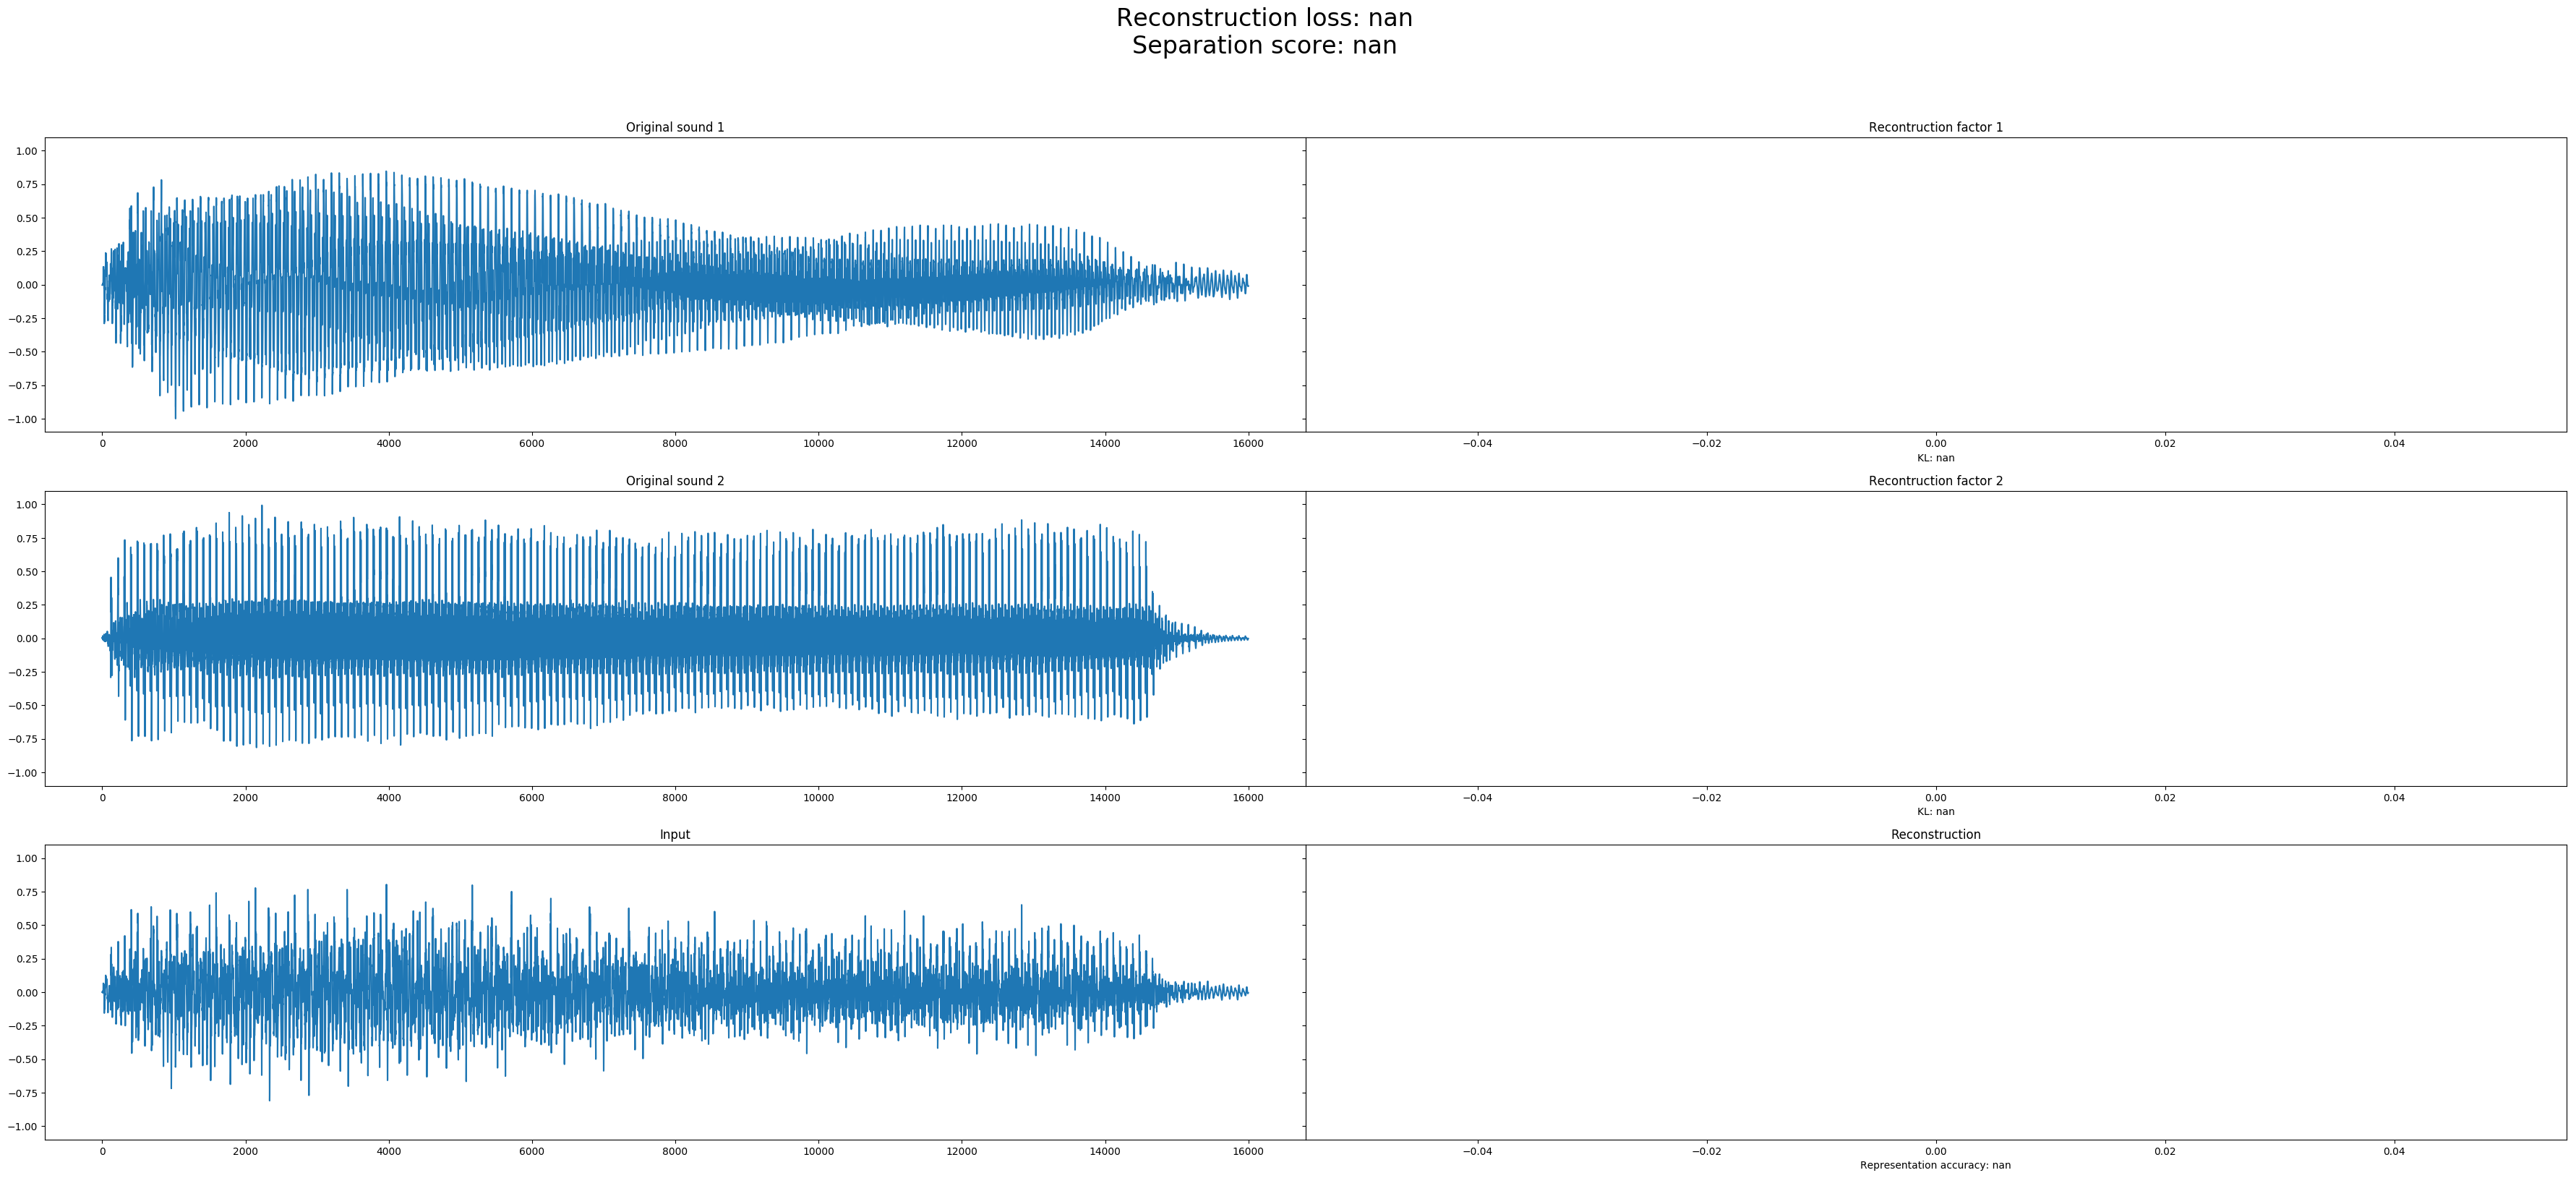 Reconstruction loss: nan
Separation score: nan
Original sound 1
Recontruction factor 1
1.00
0.75
0.50
0.25
0.00
−0.25
−0.50
−0.75
−1.00
0 2000 4000 6000 8000 10000 12000 14000 16000
−0.04 −0.02 0.00 0.02 0.04
KL: nan
Original sound 2
Recontruction factor 2
1.00
0.75
0.50
0.25
0.00
−0.25
−0.50
−0.75
−1.00
0 2000 4000 6000 8000 10000 12000 14000 16000
−0.04 −0.02 0.00 0.02 0.04
KL: nan
Input
Reconstruction
1.00
0.75
0.50
0.25
0.00
−0.25
−0.50
−0.75
−1.00
0 2000 4000 6000 8000 10000 12000 14000 16000
−0.04 −0.02 0.00 0.02 0.04
Representation accuracy: nan